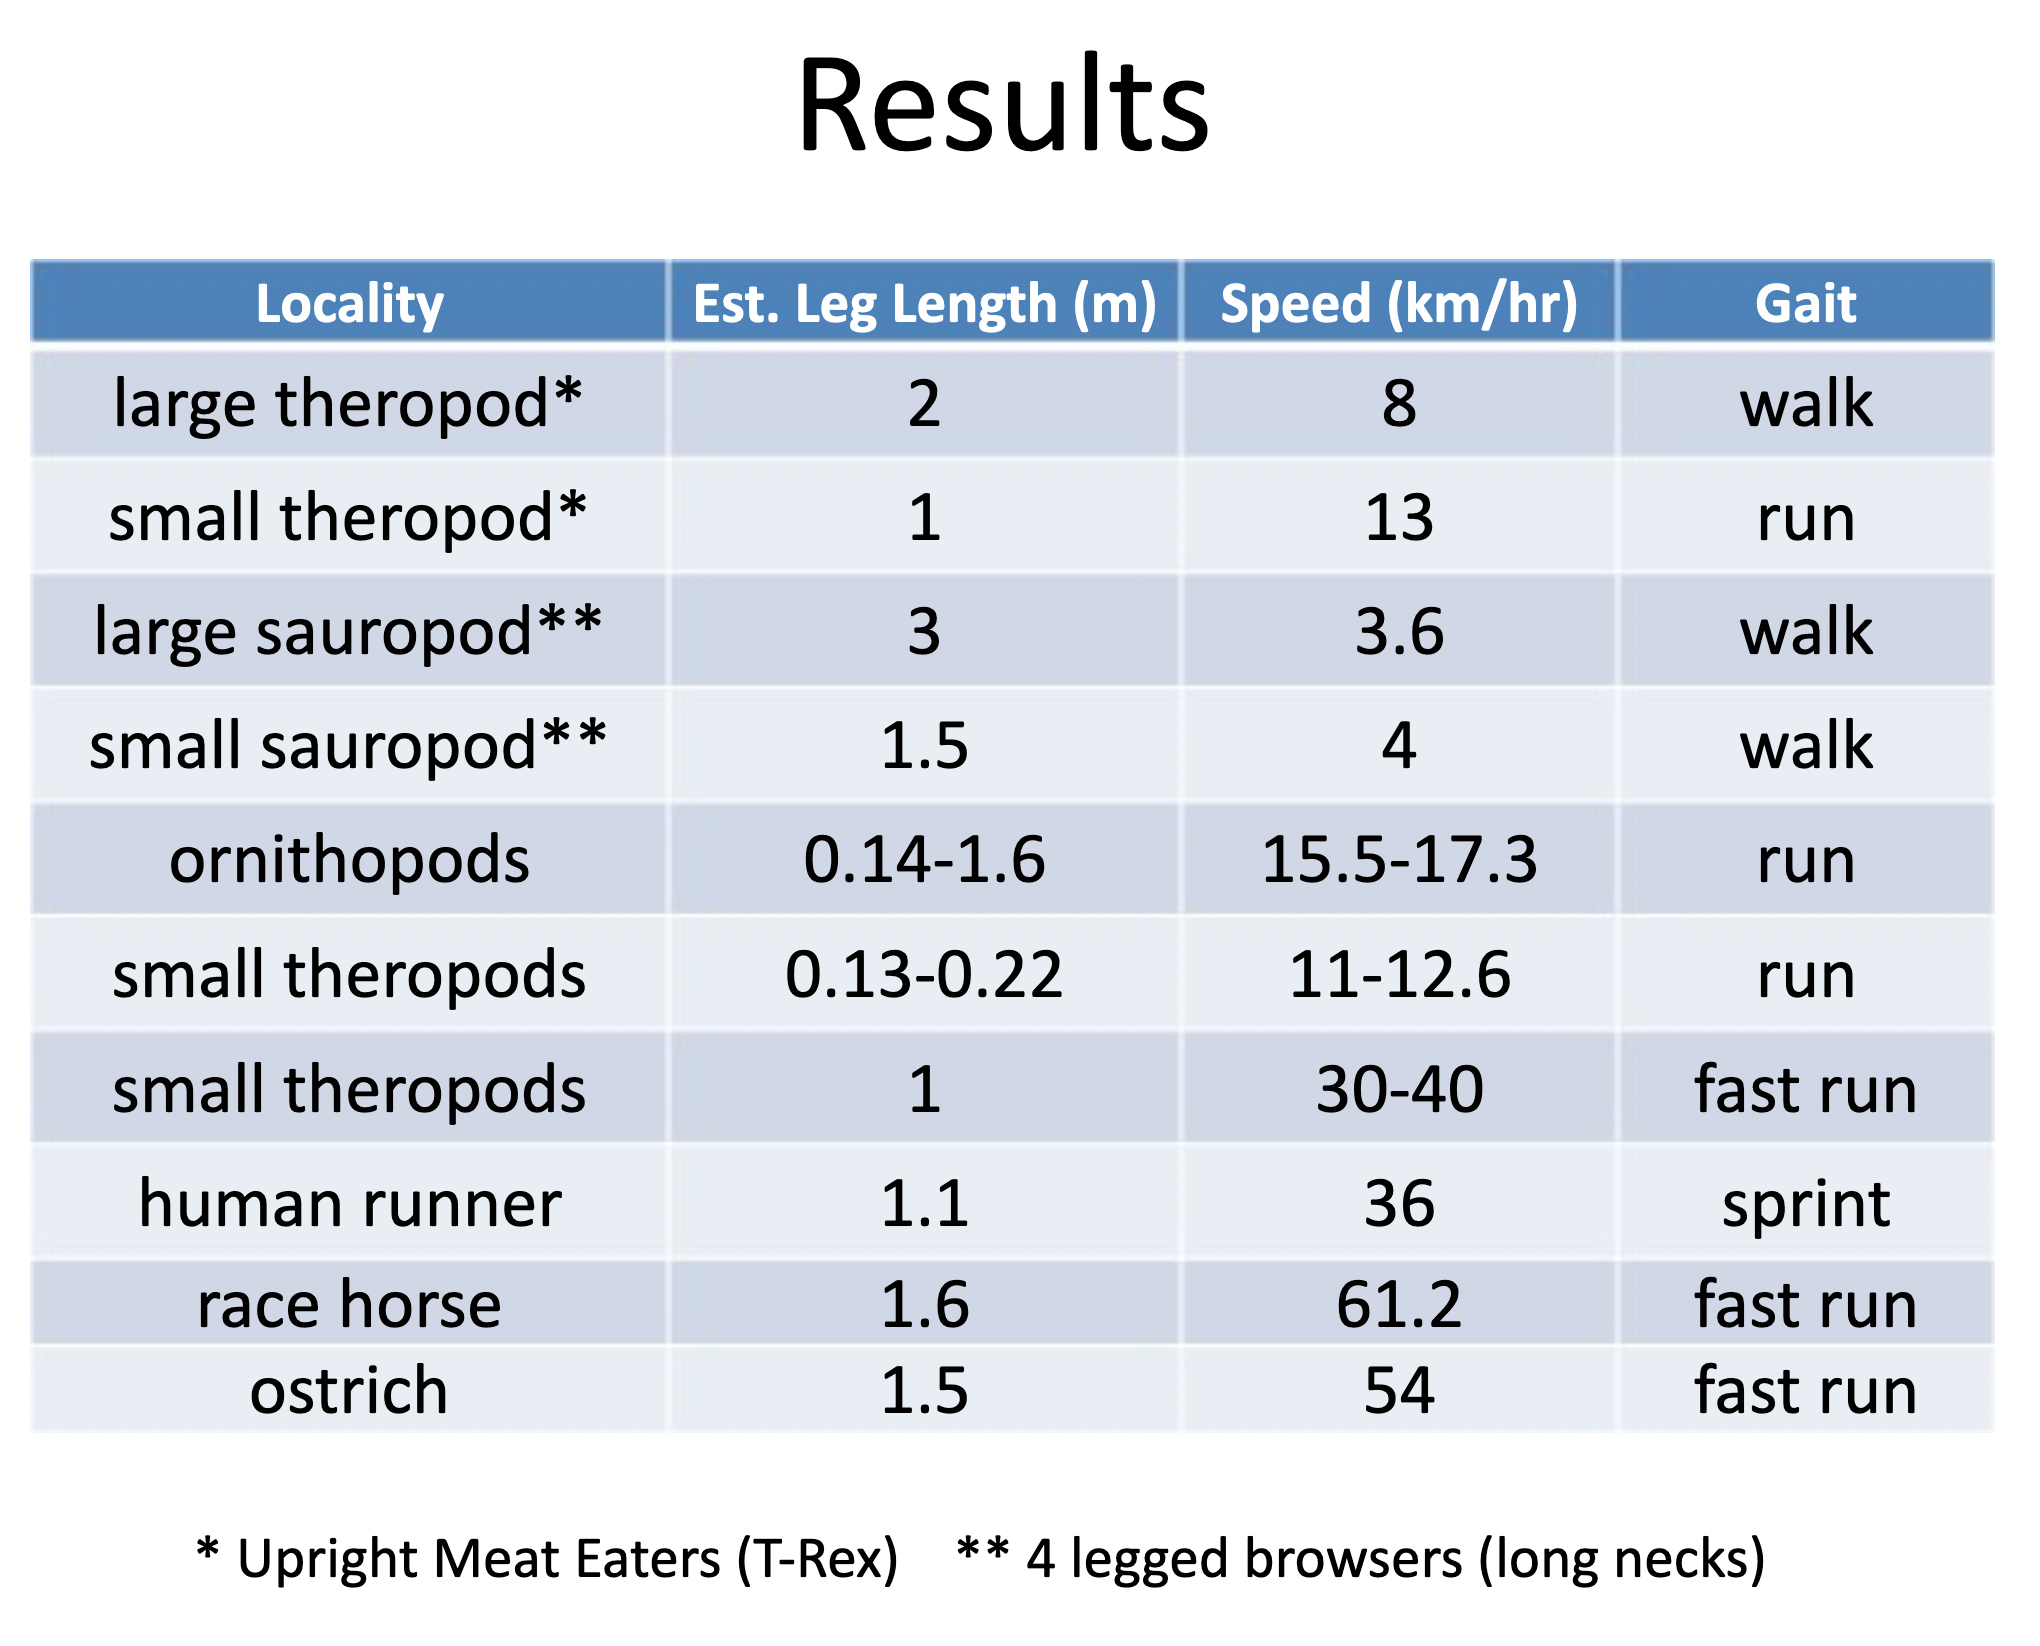 Results
Locality Est. Leg Length (m) Speed (km/hr) Gait
large theropod* 2 8 walk
small theropod* 1 13 run
large sauropod** 3 3.6 walk
small sauropod** 1.5 4 walk
ornithopods 0.14-1.6 15.5-17.3 run
small theropods 0.13-0.22 11-12.6 run
small theropods 1 30-40 fast run
human runner 1.1 36 sprint
race horse 1.6 61.2 fast run
ostrich 1.5 54 fast run
* Upright Meat Eaters (T-Rex) ** 4 legged browsers (long necks)